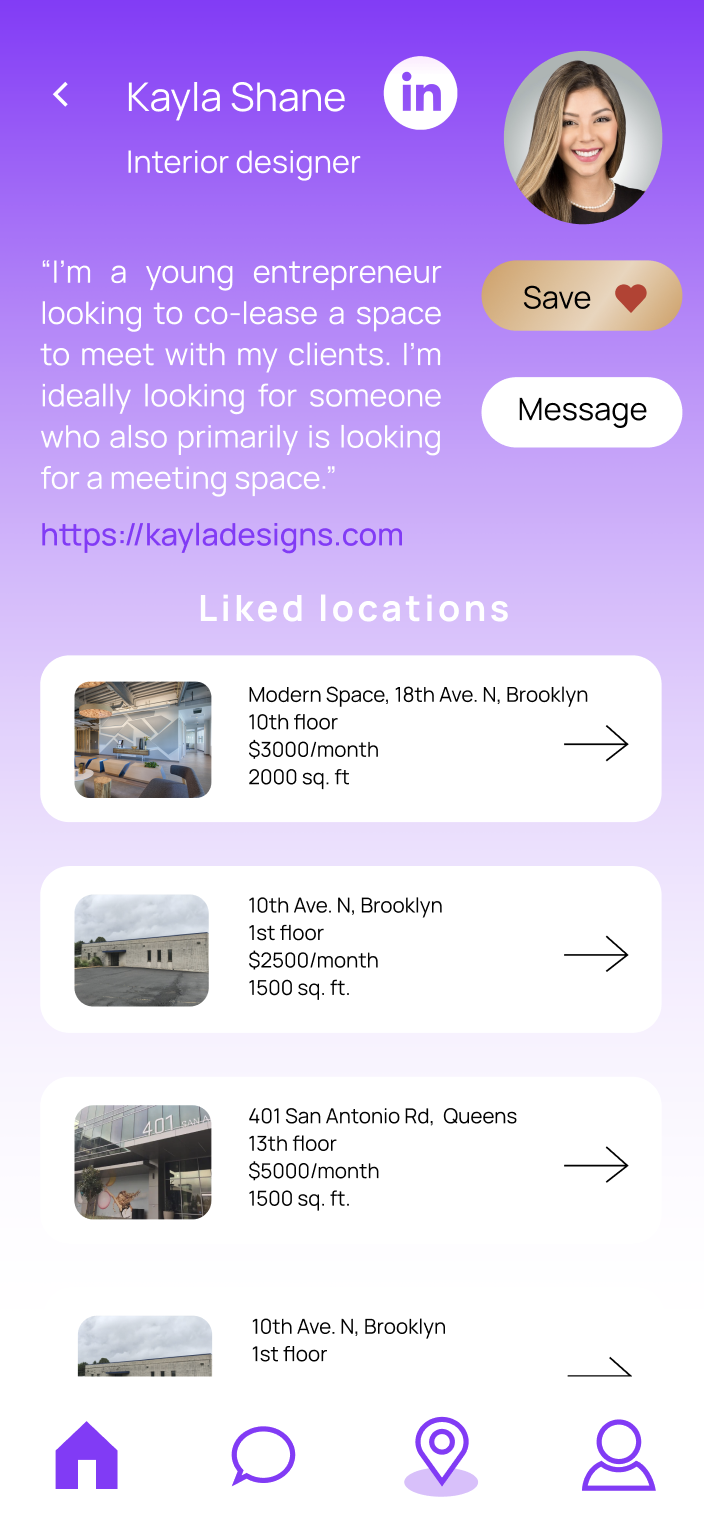 Kayla Shane
in
Interior designer
“I’m a young entrepreneur
looking to co-lease a space
to meet with my clients. I’m
ideally looking for someone
who also primarily is looking
for a meeting space.”
Save
Message
https://kayladesigns.com
Liked locations
Modern Space, 18th Ave. N, Brooklyn
10th floor
$3000/month
2000 sq. ft
10th Ave. N, Brooklyn
1st floor
$2500/month
1500 sq. ft.
401
401 San Antonio Rd,  Queens
13th floor
$5000/month
1500 sq. ft.
10th Ave. N, Brooklyn
1st floor